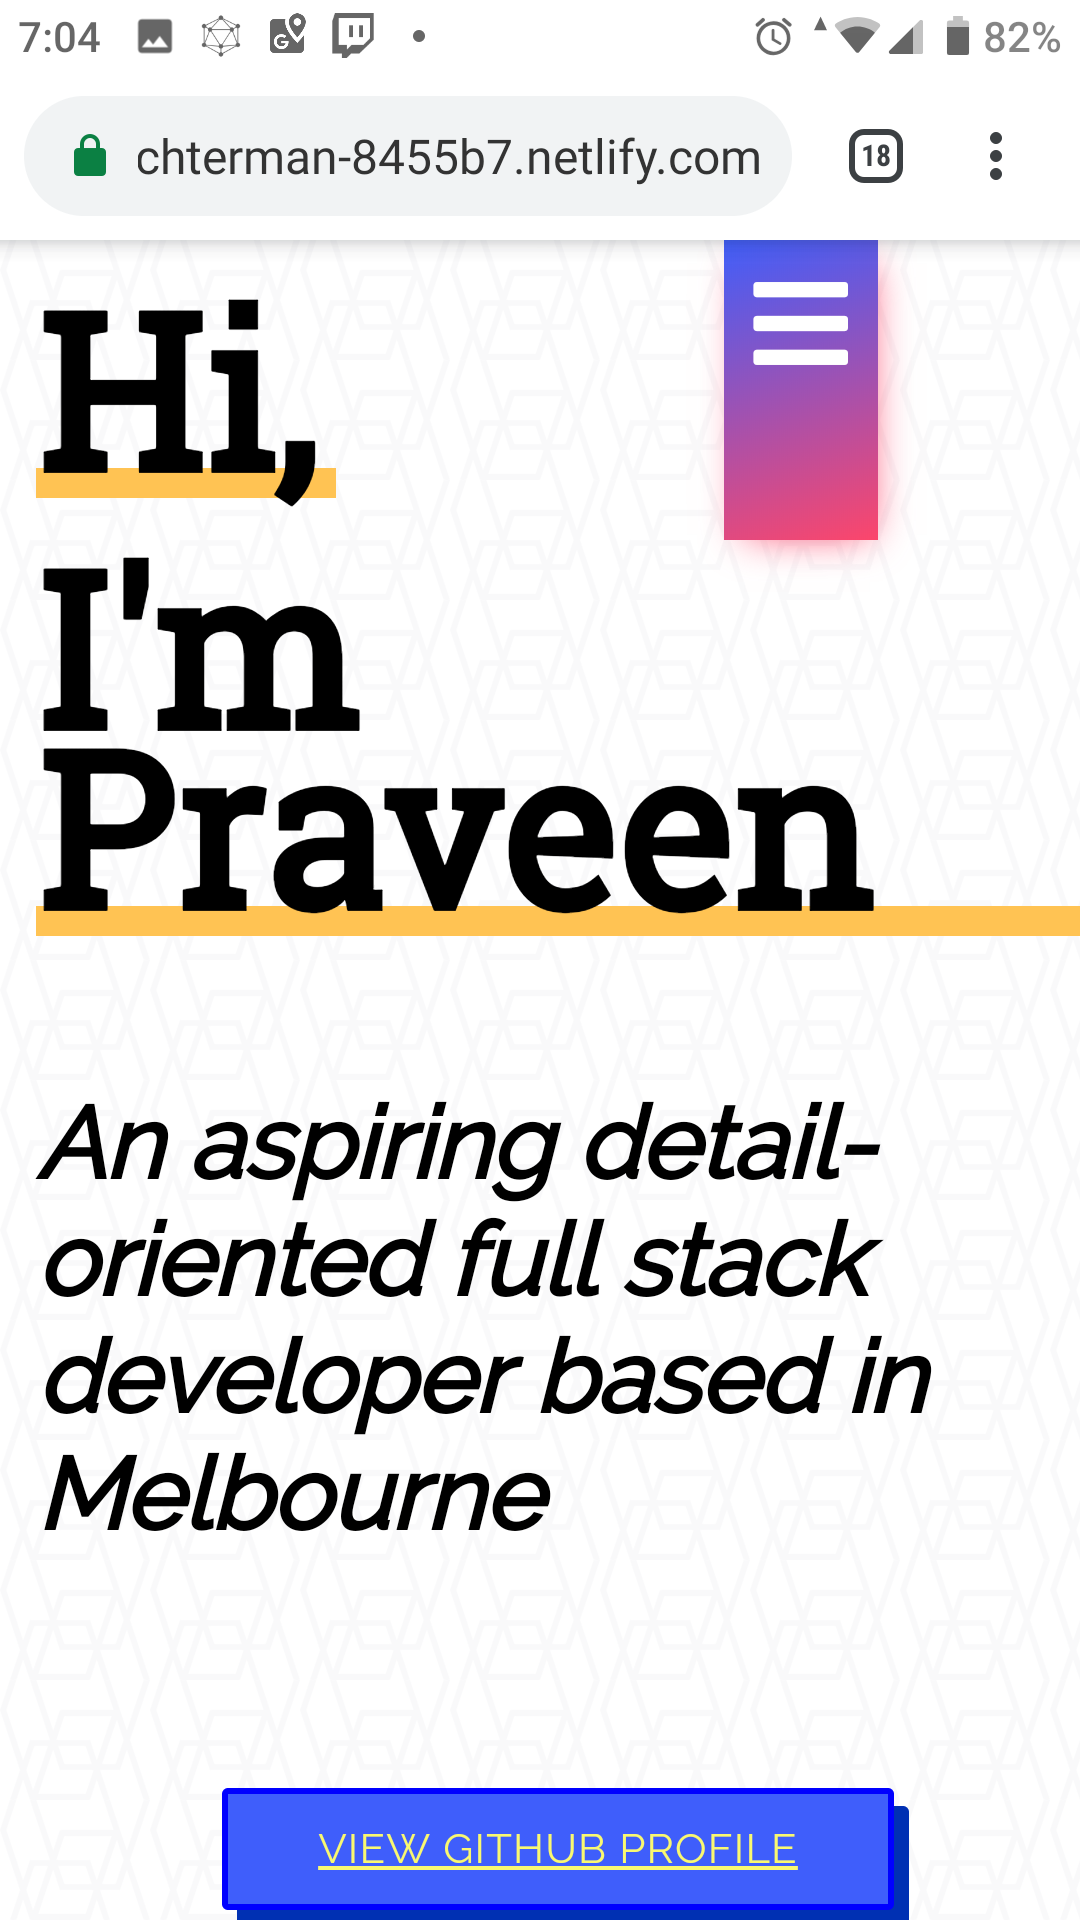 7:04 82%
chterman-8455b7.netlify.com 18
Hi,
I'm
Praveen
An aspiring detail-
oriented full stack
developer based in
Melbourne
VIEW GITHUB PROFILE